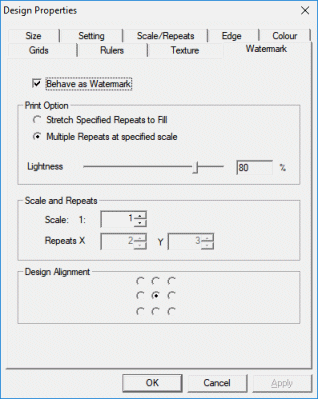 Design Properties
Size Setting Scale/Repeats Edge Colour
Grids Rulers Texture Watermark
Behave as Watermark
Print Option
Stretch Specified Repeats to Fill
Multiple Repeats at specified scale
Lightness 80 %
Scale and Repeats
Scale: 1: 1
Repeats X 2 Y 3
Design Alignment
OK Cancel Apply